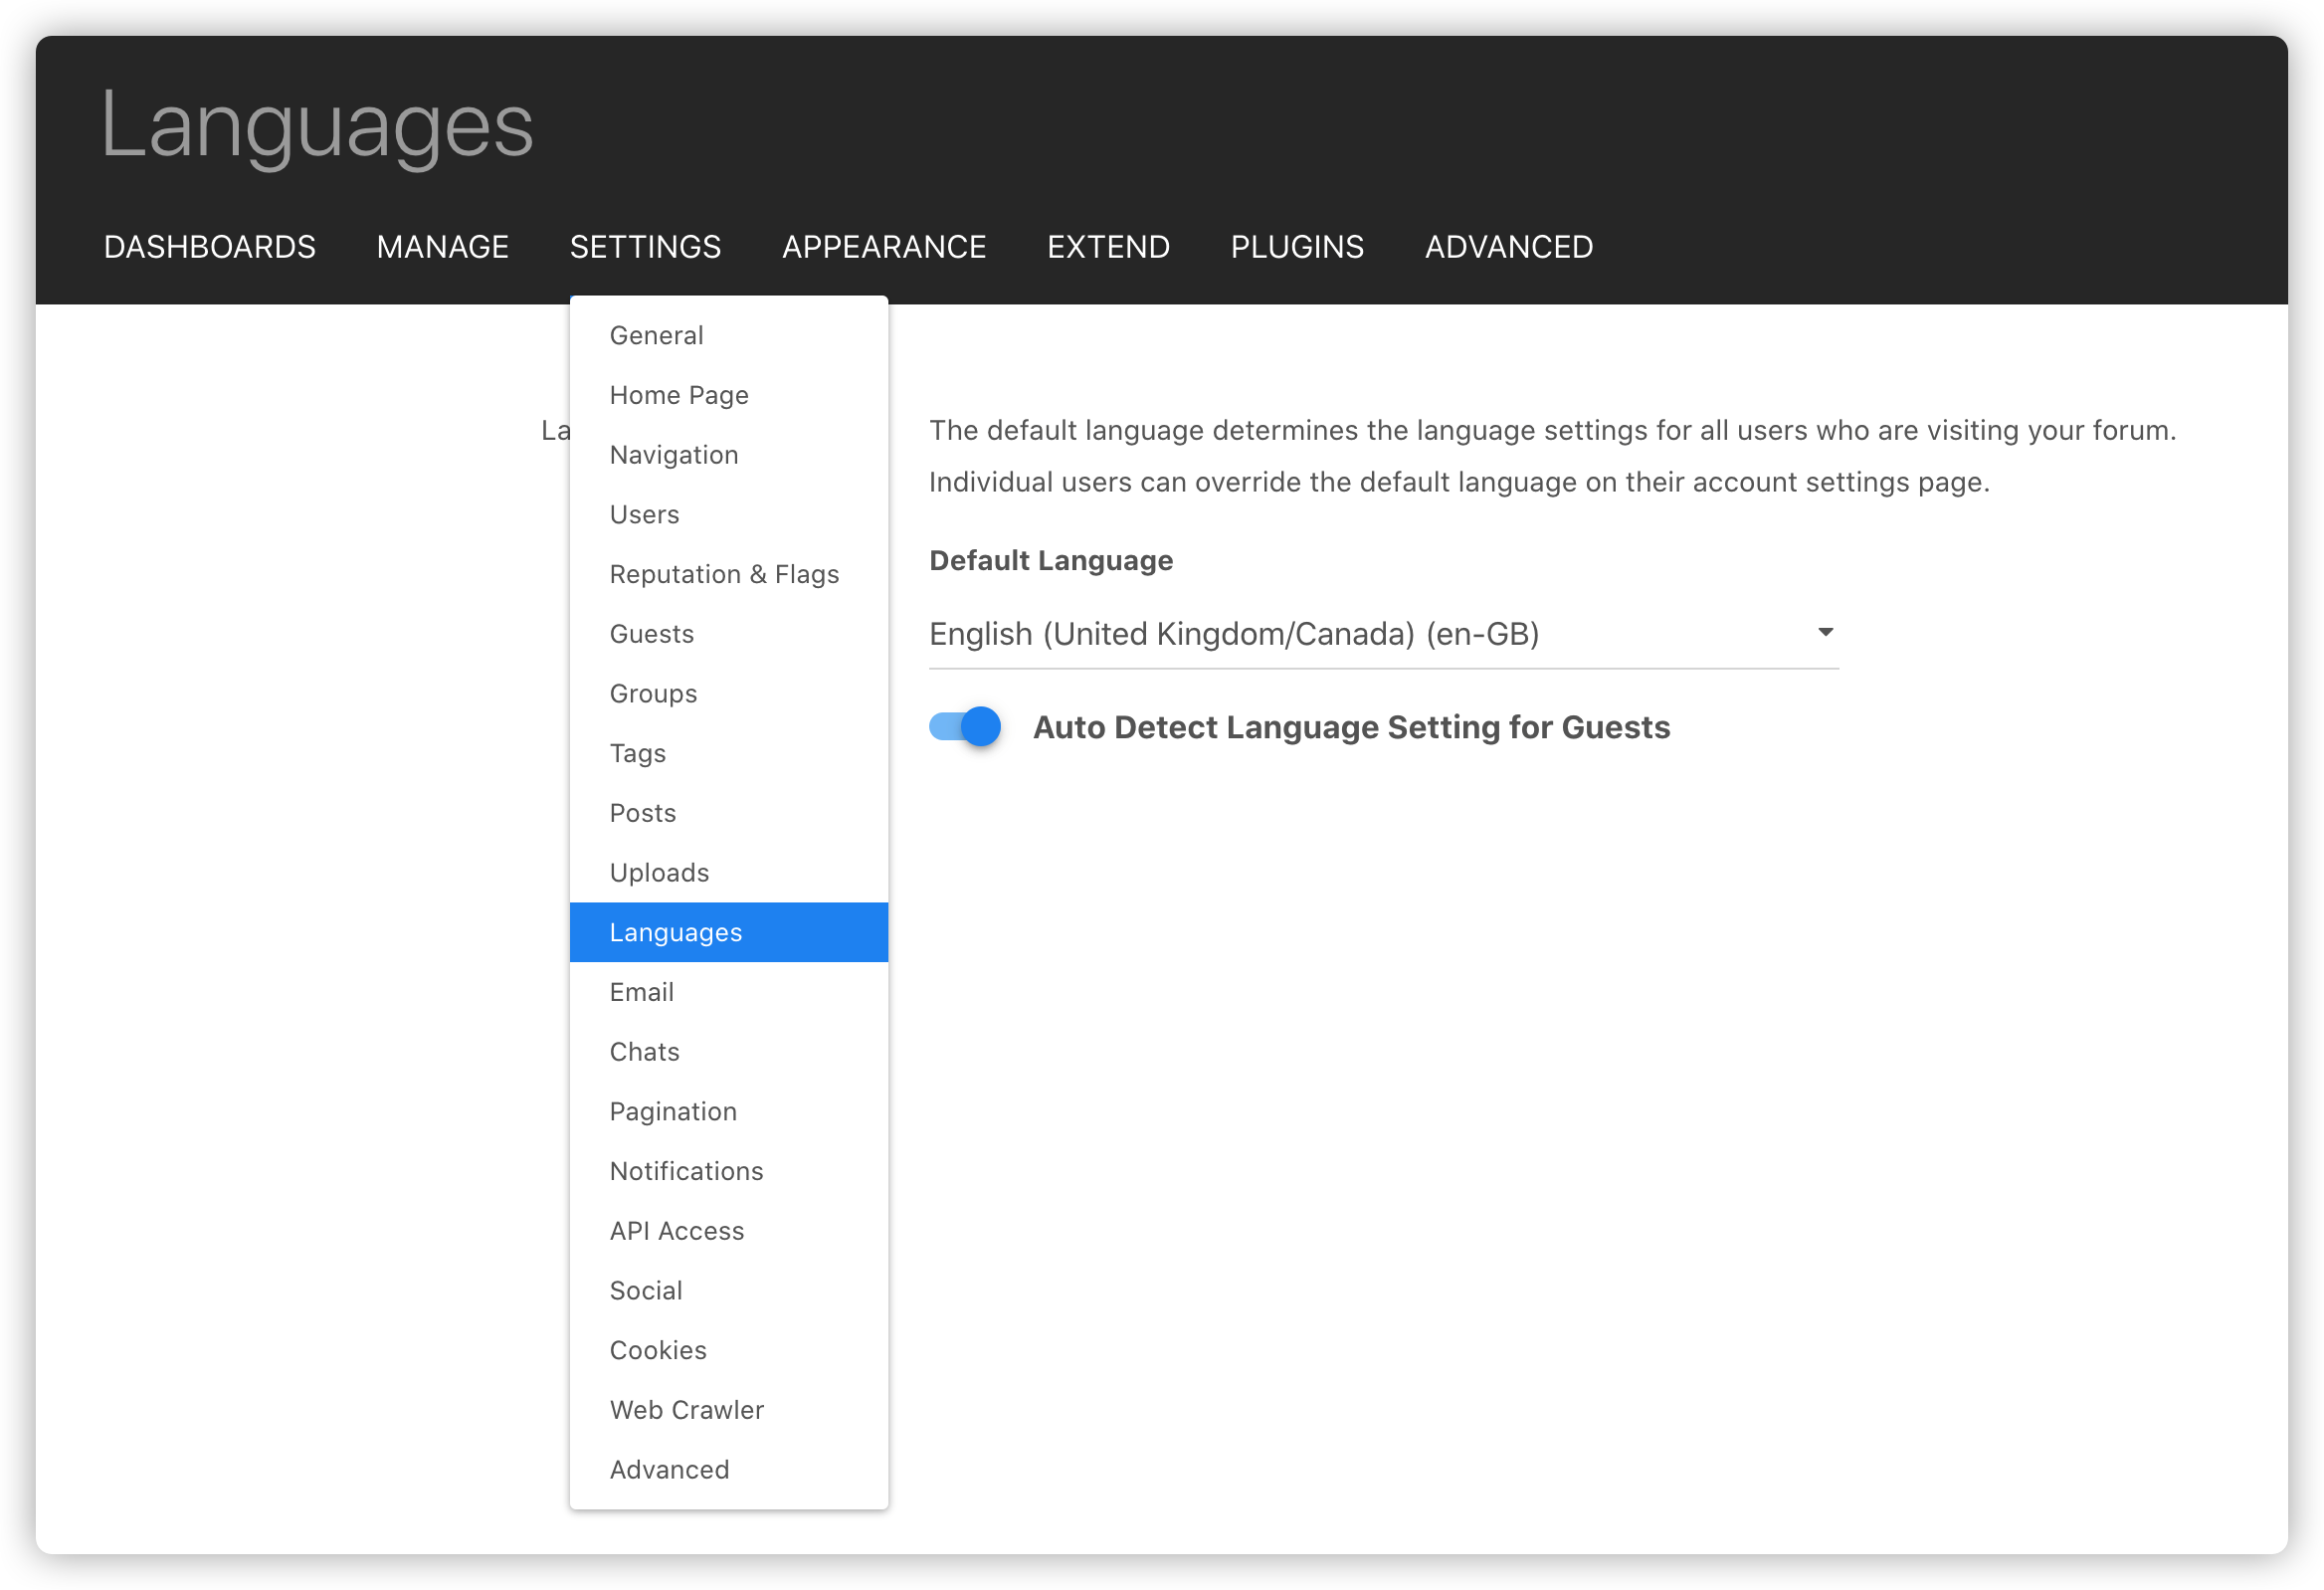 Languages
DASHBOARDS MANAGE SETTINGS APPEARANCE EXTEND PLUGINS ADVANCED
General
Home Page
Navigation
Users
Reputation & Flags
Guests
Groups
Tags
Posts
Uploads
Languages
Email
Chats
Pagination
Notifications
API Access
Social
Cookies
Web Crawler
Advanced
The default language determines the language settings for all users who are visiting your forum.
Individual users can override the default language on their account settings page.
Default Language
English (United Kingdom/Canada) (en-GB)
Auto Detect Language Setting for Guests